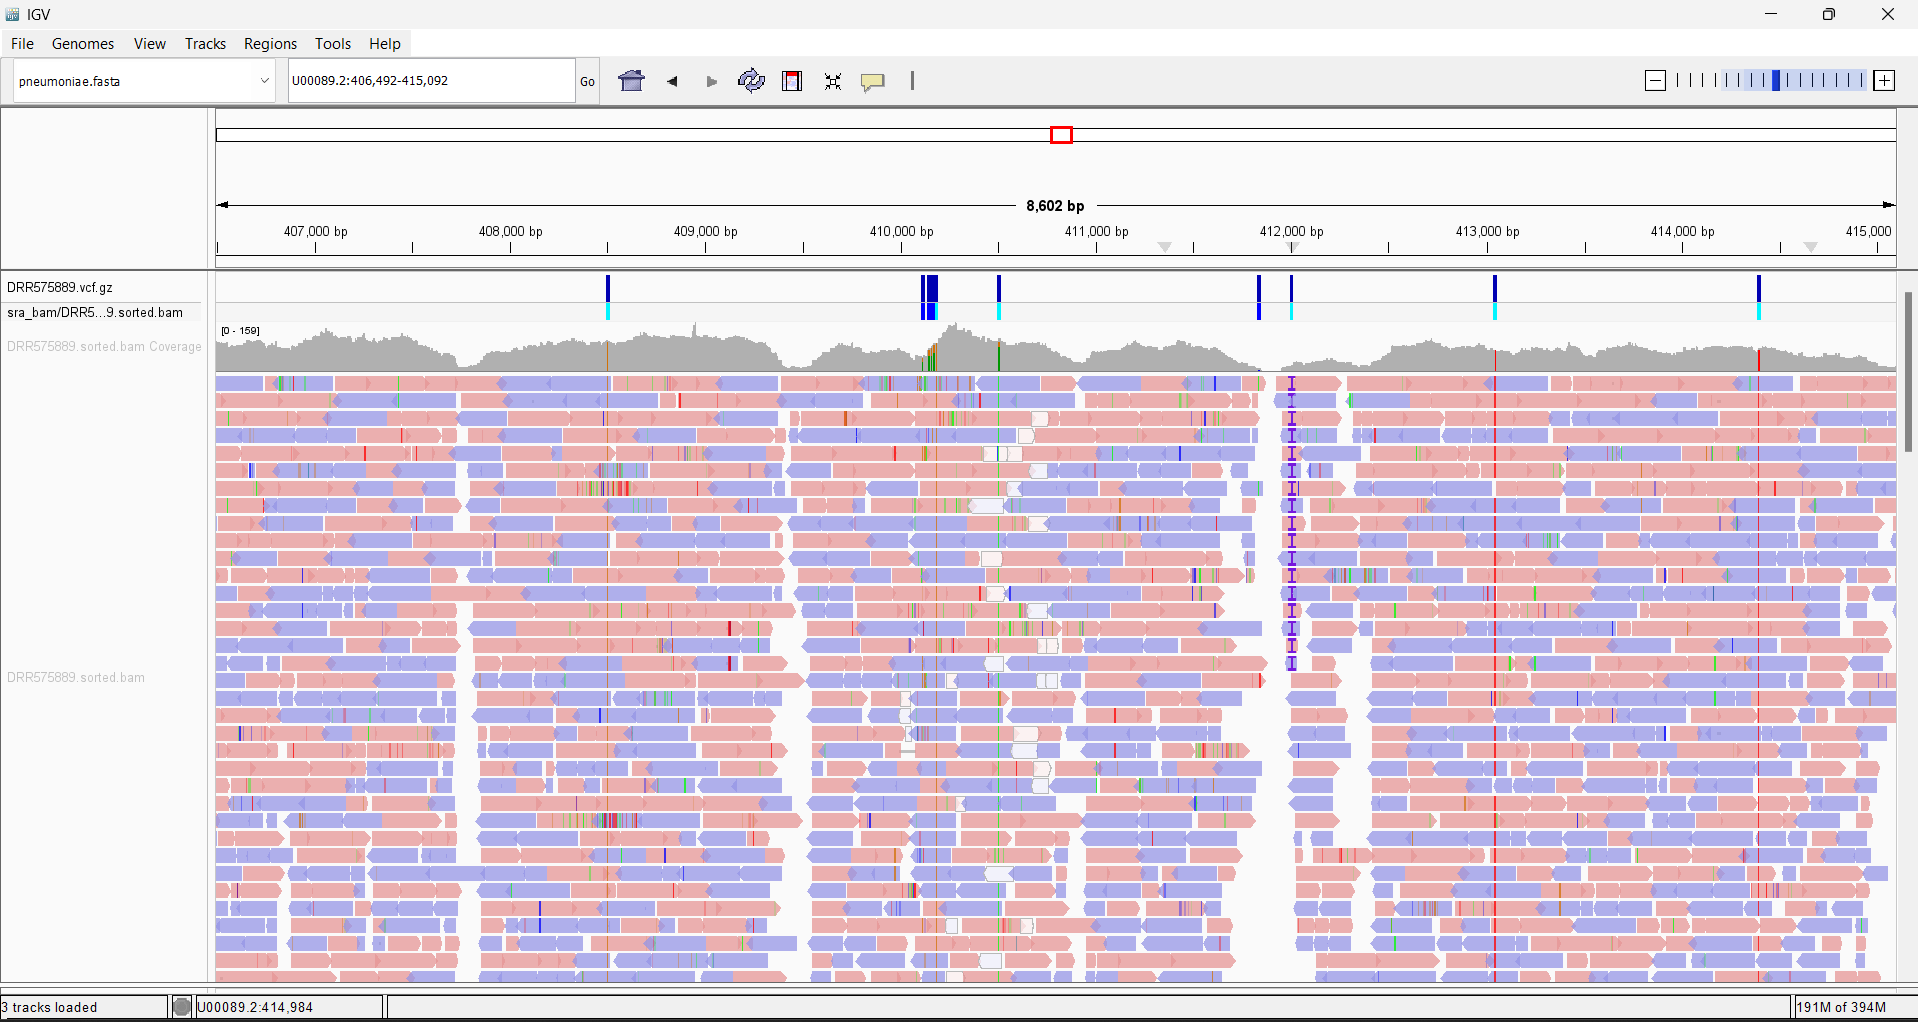 IGV
File Genomes View Tracks Regions Tools Help
pneumoniae.fasta U00089.2:406,492-415,092 Go
8,602 bp
407,000 bp 408,000 bp 409,000 bp 410,000 bp 411,000 bp 412,000 bp 413,000 bp 414,000 bp 415,000
DRR575889.vcf.gz
sra_bam/DRR5...9.sorted.bam
[0 - 159]
DRR575889.sorted.bam Coverage
DRR575889.sorted.bam
3 tracks loaded U00089.2:414,984 191M of 394M